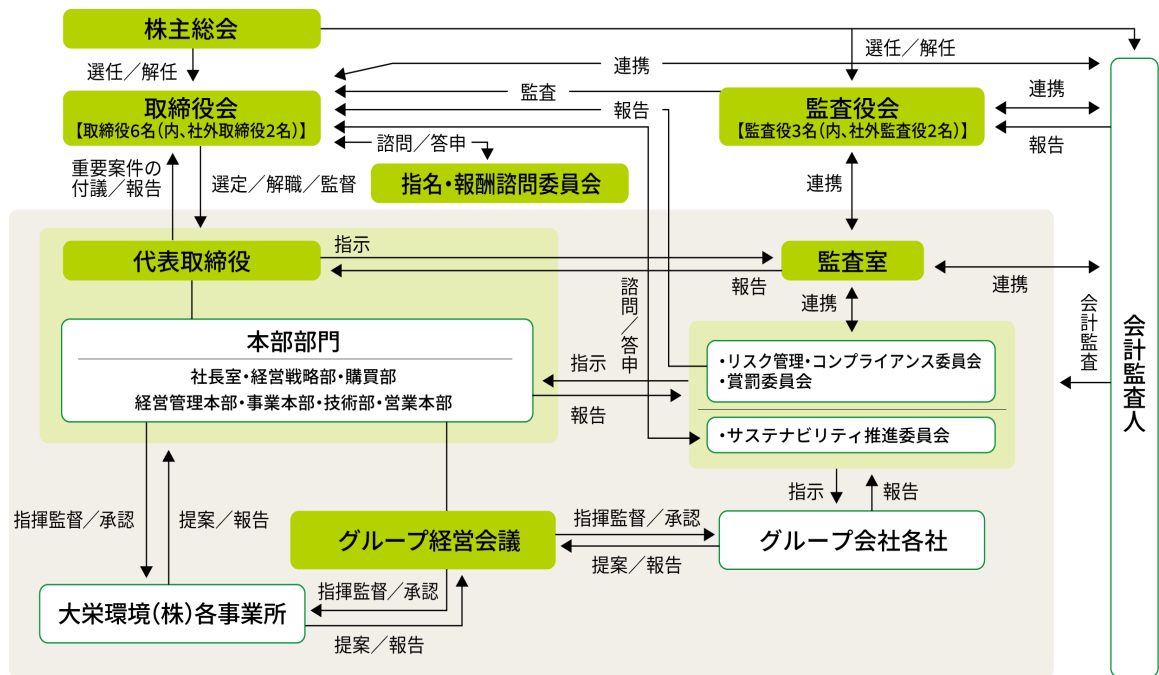 株主総会
選任／解任
選任／解任
連携
取締役会
【取締役6名（内、社外取締役2名）】
監査
報告
監査役会
【監査役3名（内、社外監査役2名）】
連携
報告
諮問／答申
重要案件の
付議／報告
選定／解職／監督
指名・報酬諮問委員会
連携
代表取締役
指示
報告
監査室
連携
連携
諮問／答申
会計監査
会計監査人
本部部門
社長室・経営戦略部・購買部
経営管理本部・事業本部・技術部・営業本部
指示
報告
・リスク管理・コンプライアンス委員会
・賞罰委員会
・サステナビリティ推進委員会
指示
報告
指揮監督／承認
提案／報告
グループ経営会議
指揮監督／承認
提案／報告
グループ会社各社
大栄環境（株）各事業所
指揮監督／承認
提案／報告